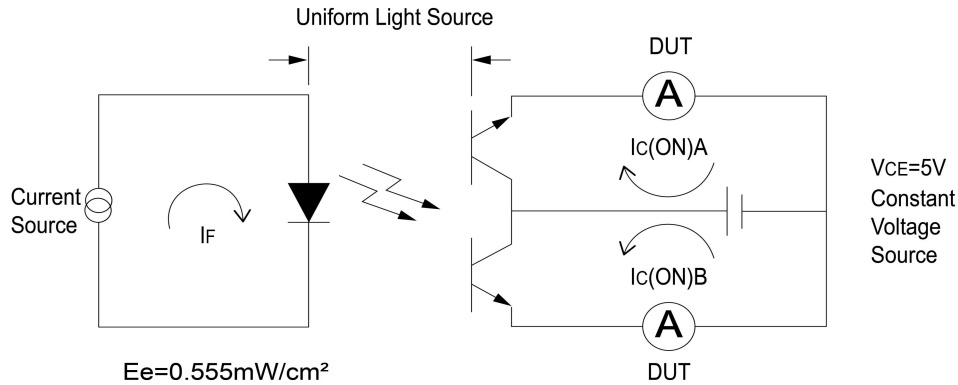 Uniform Light Source
DUT
A
IC(ON)A
Current
Source
IF
VCE=5V
Constant
Voltage
Source
IC(ON)B
A
DUT
Ee=0.555mW/cm²